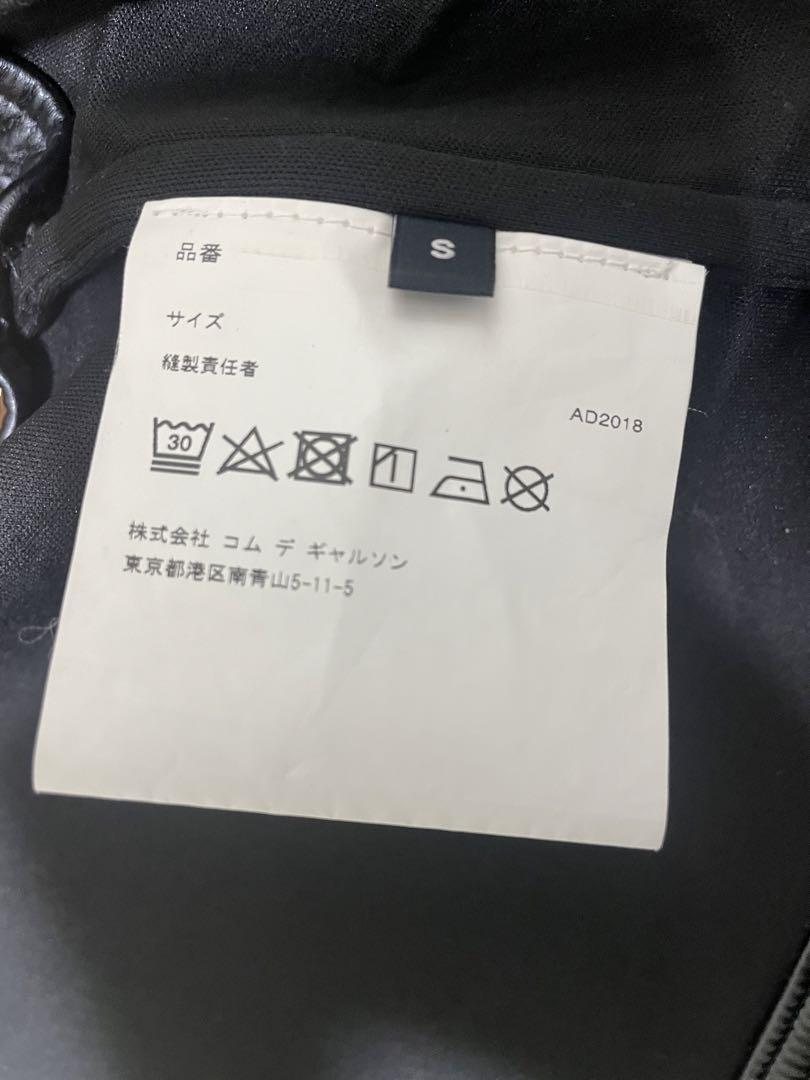 S
品番
サイズ
縫製責任者
AD2018
30
株式会社 コム デ ギャルソン
東京都港区南青山5-11-5